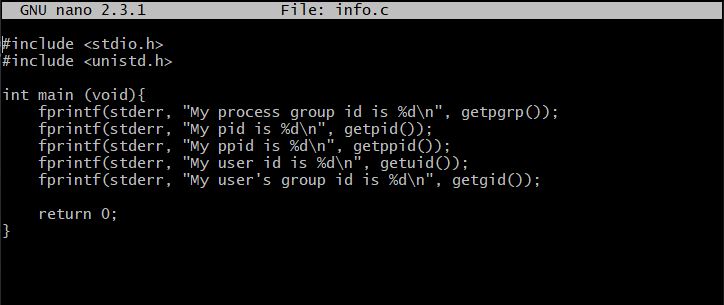 GNU nano 2.3.1 File: info.c
#include <stdio.h>
#include <unistd.h>
int main (void){
    fprintf(stderr, "My process group id is %d\n", getpgrp());
    fprintf(stderr, "My pid is %d\n", getpid());
    fprintf(stderr, "My ppid is %d\n", getppid());
    fprintf(stderr, "My user id is %d\n", getuid());
    fprintf(stderr, "My user's group id is %d\n", getgid());
    return 0;
}